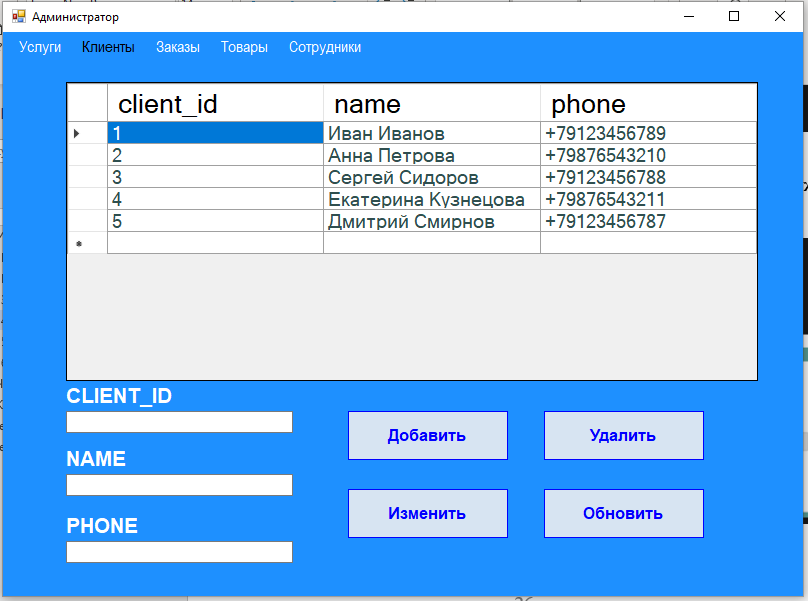 Администратор
Услуги Клиенты Заказы Товары Сотрудники
client_id name phone
1 Иван Иванов +79123456789
2 Анна Петрова +79876543210
3 Сергей Сидоров +79123456788
4 Екатерина Кузнецова +79876543211
5 Дмитрий Смирнов +79123456787
CLIENT_ID
Добавить Удалить
NAME
Изменить Обновить
PHONE